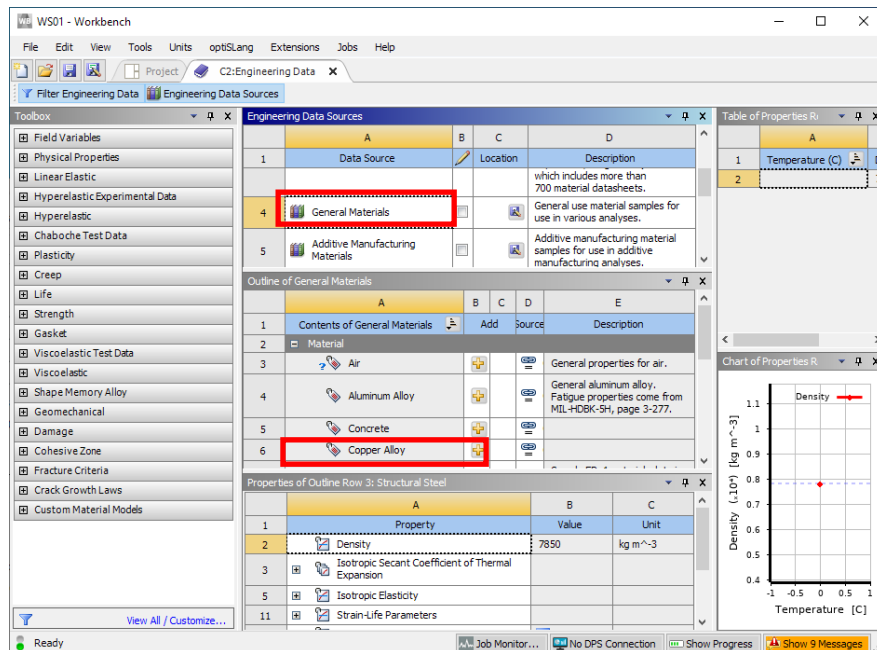 WS01 - Workbench
File Edit View Tools Units optiSLang Extensions Jobs Help
Project
C2:Engineering Data
Filter Engineering Data Engineering Data Sources
Toolbox
Field Variables
Physical Properties
Linear Elastic
Hyperelastic Experimental Data
Hyperelastic
Chaboche Test Data
Plasticity
Creep
Life
Strength
Gasket
Viscoelastic Test Data
Viscoelastic
Shape Memory Alloy
Geomechanical
Damage
Cohesive Zone
Fracture Criteria
Crack Growth Laws
Custom Material Models
View All / Customize...
Engineering Data Sources
A B C D
1 Data Source Location Description
which includes more than
700 material datasheets.
4 General Materials General use material samples for
use in various analyses.
5 Additive Manufacturing
Materials
Additive manufacturing material
samples for use in additive
manufacturing analyses.
Outline of General Materials
A B C D E
1 Contents of General Materials Add Source Description
2 Material
3 Air General properties for air.
4 Aluminum Alloy General aluminum alloy.
Fatigue properties come from
MIL-HDBK-5H, page 3-277.
5 Concrete
6 Copper Alloy
Properties of Outline Row 3: Structural Steel
A B C
1 Property Value Unit
2 Density 7850 kg m^-3
3 Isotropic Secant Coefficient of Thermal
Expansion
5 Isotropic Elasticity
11 Strain-Life Parameters
Table of Properties R
A
1 Temperature (C)
2
Chart of Properties R
Density
1.1
1
0.9
0.8
0.7
0.6
0.5
0.4
Density (.10⁴) [kg m^-3]
-1 -0.5 0 0.5 1
Temperature [C]
Ready
Job Monitor... No DPS Connection Show Progress Show 9 Messages